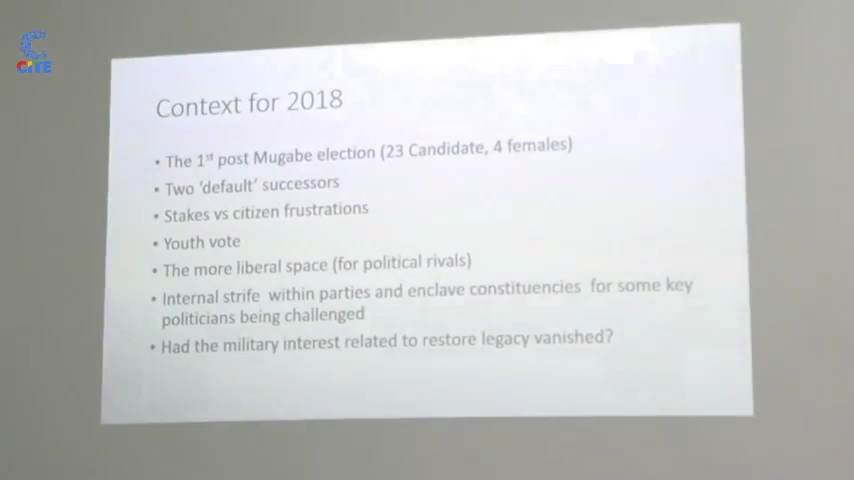 CITE
Context for 2018
• The 1st post Mugabe election (23 Candidate, 4 females)
• Two 'default' successors
• Stakes vs citizen frustrations
• Youth vote
• The more liberal space (for political rivals)
• Internal strife within parties and enclave constituencies for some key
politicians being challenged
• Had the military interest related to restore legacy vanished?